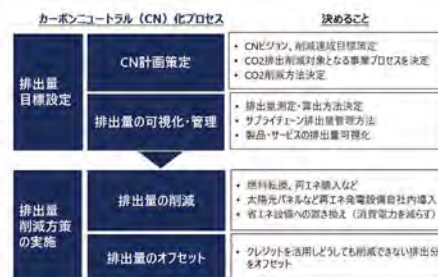 カーボンニュートラル（CN）化プロセス
決めること
排出量
目標設定
CN計画策定
・CNビジョン、削減達成目標策定
・CO2排出削減対象となる事業プロセスを決定
・CO2削減方法決定
排出量の可視化・管理
・排出量測定・算出方法決定
・サプライチェーン排出量管理方法
・製品・サービスの排出量可視化
排出量
削減方策
の実施
排出量の削減
・燃料転換、再エネ購入など
・太陽光パネルなど再エネ発電設備自社内導入
・省エネ設備への置き換え（消費電力を減らす）
排出量のオフセット
・クレジットを活用しどうしても削減できない排出分
をオフセット